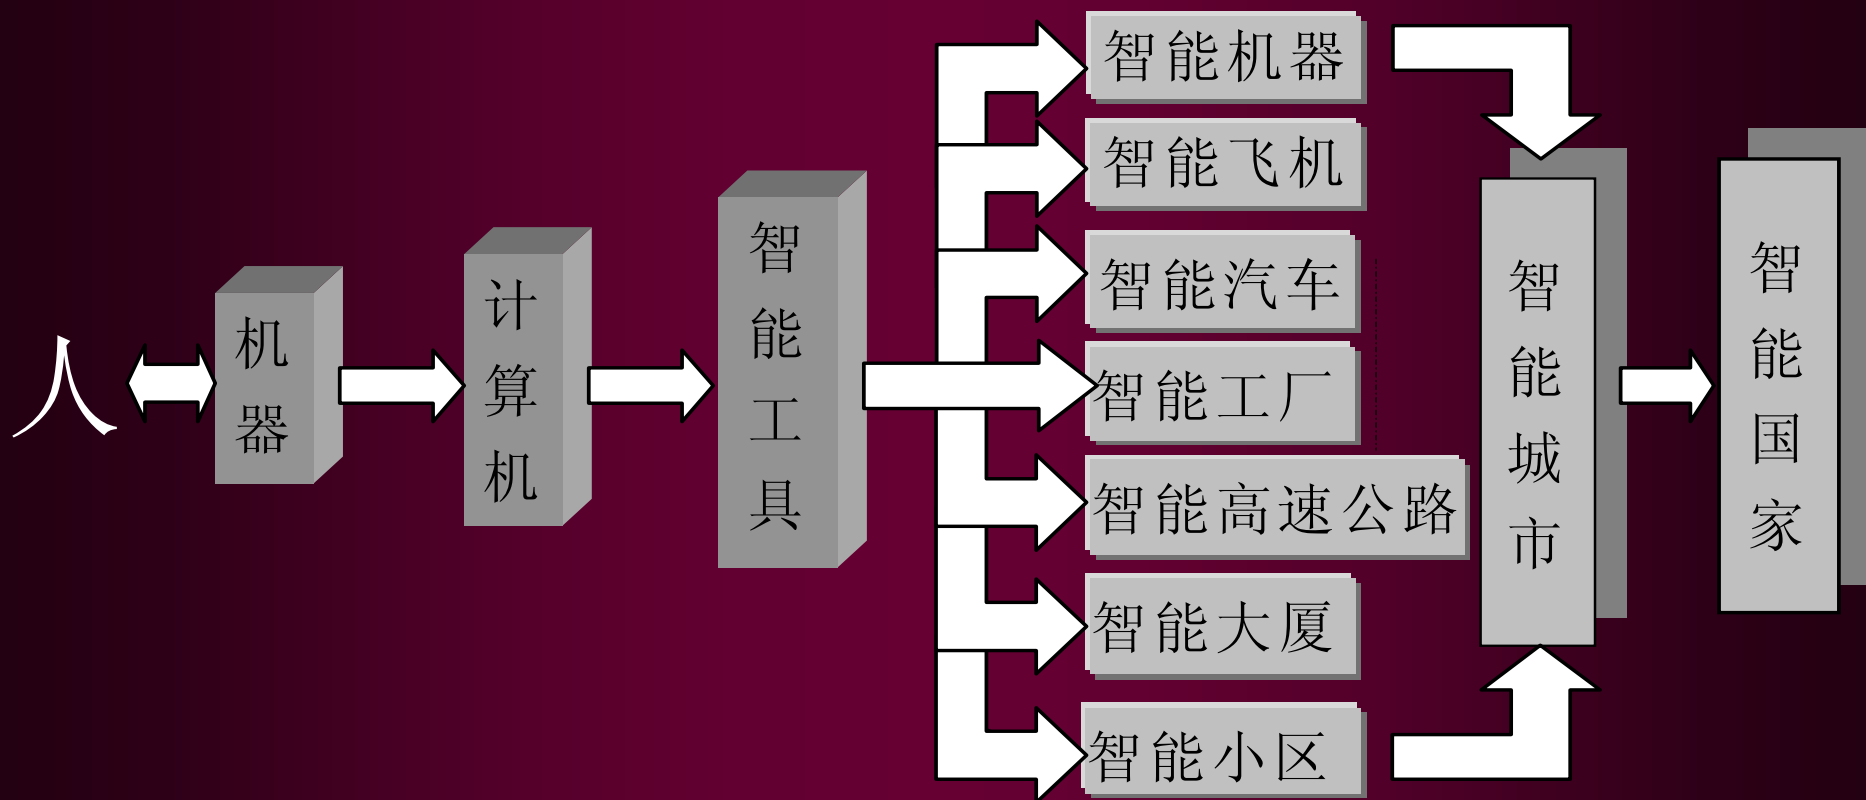 人
机器
计算机
智能工具
智能机器
智能飞机
智能汽车
智能工厂
智能高速公路
智能大厦
智能小区
智能城市
智能国家